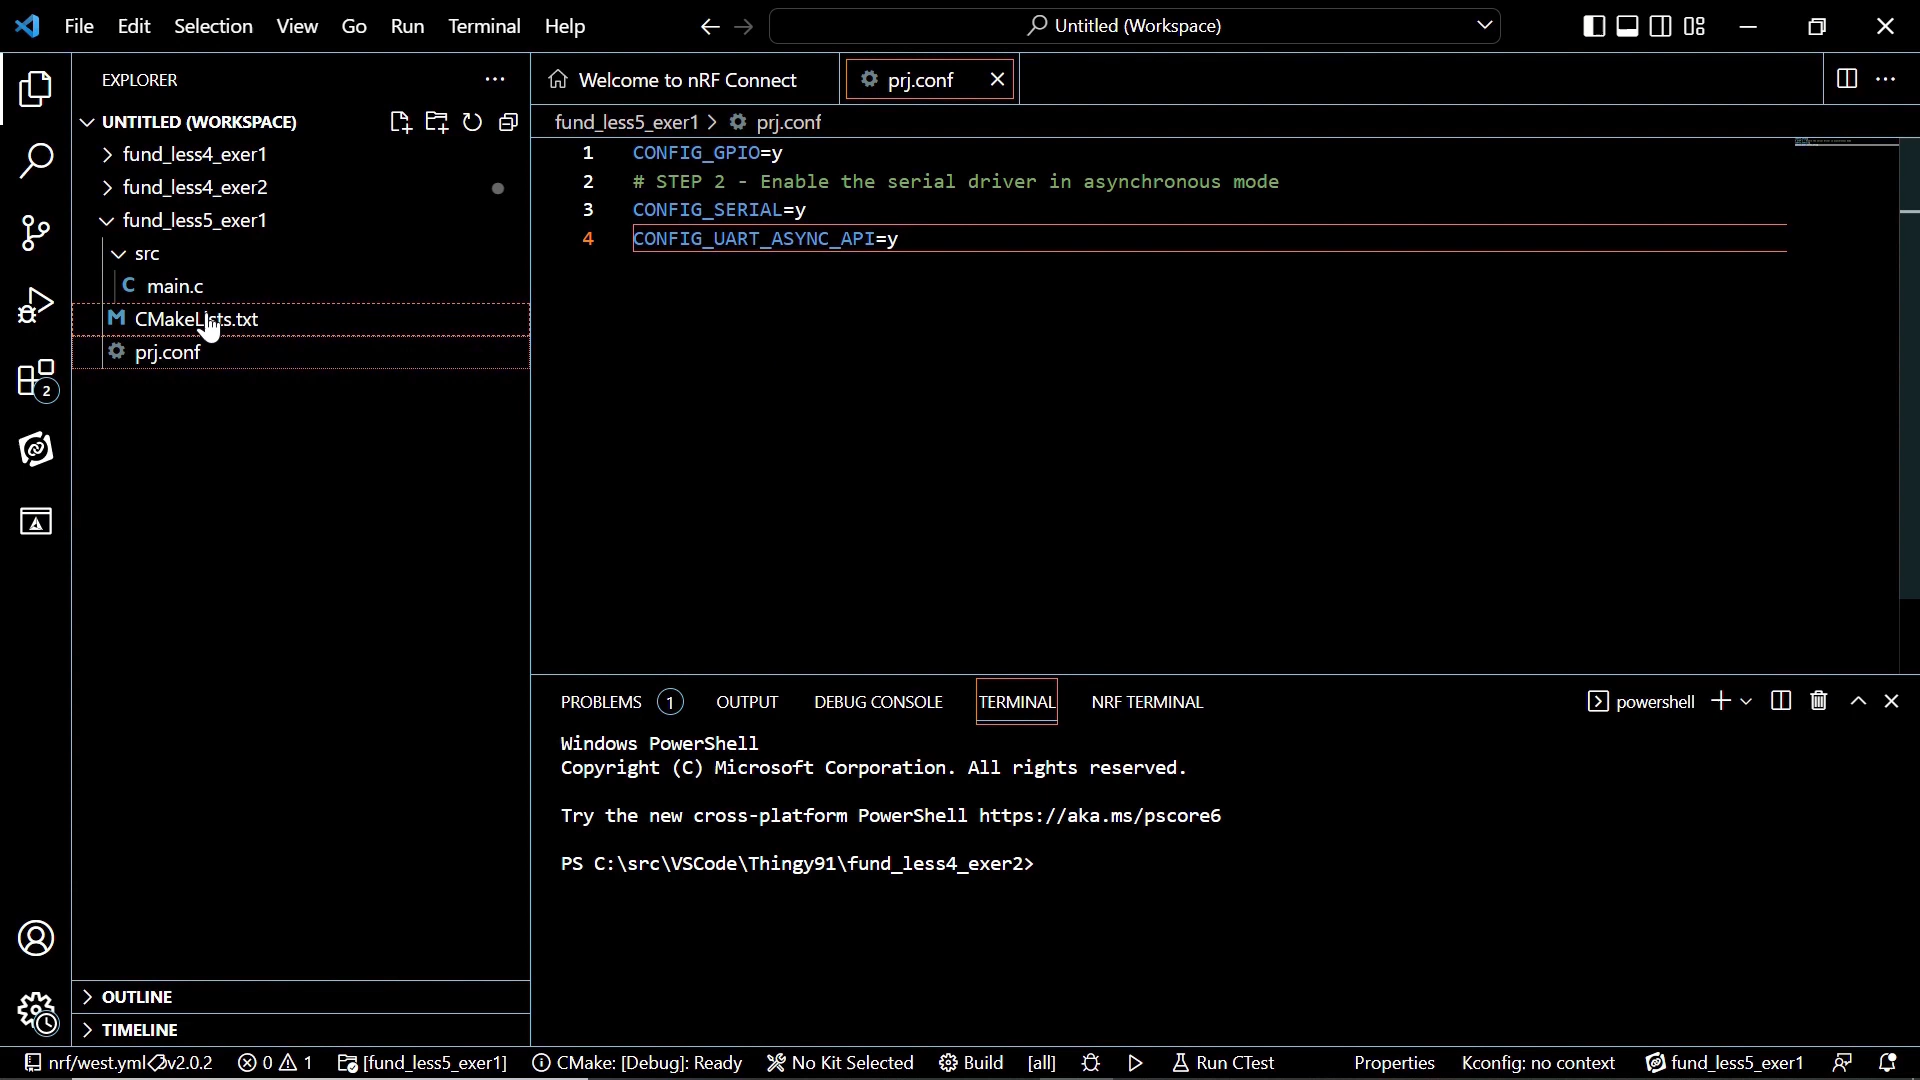 File Edit Selection View Go Run Terminal Help
Untitled (Workspace)
EXPLORER
Welcome to nRF Connect
prj.conf
UNTITLED (WORKSPACE)
fund_less5_exer1 > prj.conf
fund_less4_exer1
fund_less4_exer2
fund_less5_exer1
src
C main.c
M CMakeLists.txt
prj.conf
1 CONFIG_GPIO=y
2 # STEP 2 - Enable the serial driver in asynchronous mode
3 CONFIG_SERIAL=y
4 CONFIG_UART_ASYNC_API=y
2
PROBLEMS 1 OUTPUT DEBUG CONSOLE TERMINAL NRF TERMINAL
powershell
Windows PowerShell
Copyright (C) Microsoft Corporation. All rights reserved.
Try the new cross-platform PowerShell https://aka.ms/pscore6
PS C:\src\VSCode\Thingy91\fund_less4_exer2>
OUTLINE
TIMELINE
nrf/west.yml v2.0.2 0 1 [fund_less5_exer1] CMake: [Debug]: Ready No Kit Selected Build [all] Run CTest Properties Kconfig: no context fund_less5_exer1